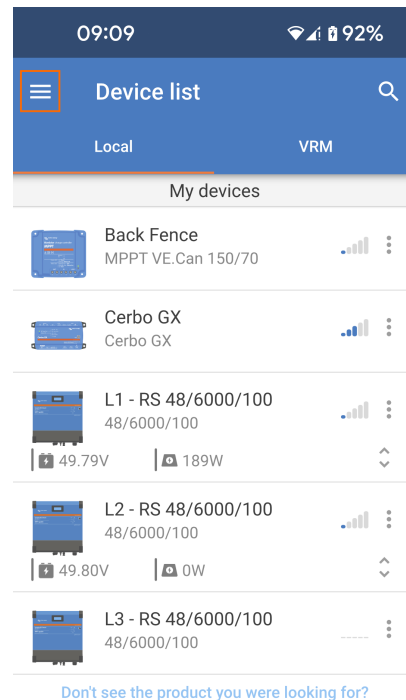 09:09
92%
Device list
Local
VRM
My devices
Back Fence
MPPT VE.Can 150/70
Cerbo GX
Cerbo GX
L1 - RS 48/6000/100
48/6000/100
49.79V
189W
L2 - RS 48/6000/100
48/6000/100
49.80V
0W
L3 - RS 48/6000/100
48/6000/100
Don't see the product you were looking for?